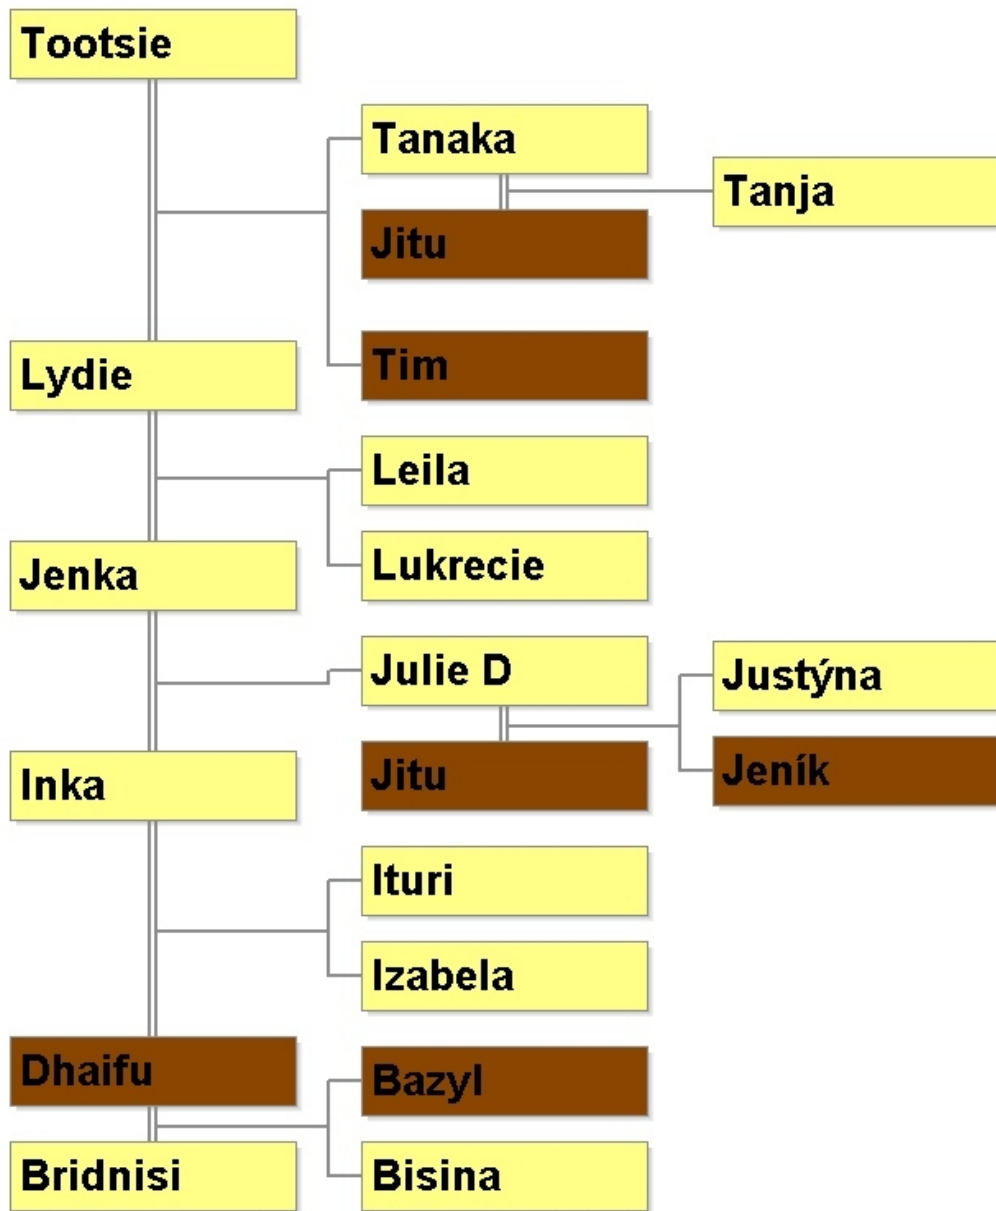 Tootsie
Tanaka
Tanja
Jitu
Tim
Lydie
Leila
Lukrecie
Jenka
Julie D
Justýna
Jitu
Jeník
Inka
Ituri
Izabela
Dhaifu
Bazyl
Bridnisi
Bisina